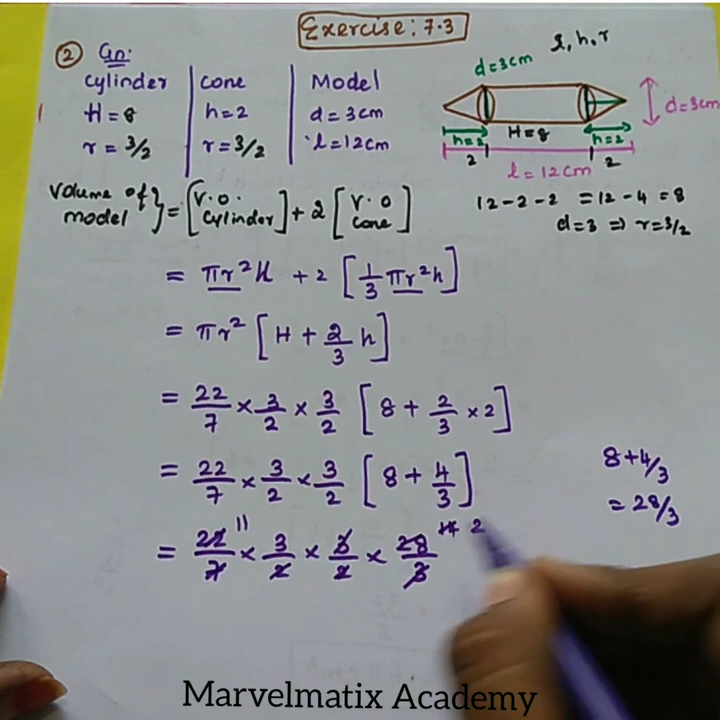 Exercise: 7.3
② Gn:
Cylinder | Cone | Model
H = 8 | h = 2 | d = 3cm
r = 3/2 | r = 3/2 | l = 12cm
l, h, r
d = 3cm
d = 3cm
h = 2 H = 8 h = 2
2 l = 12cm 2
12 - 2 - 2 = 12 - 4 = 8
d = 3 ⇒ r = 3/2
Volume of model } = [V.O. Cylinder] + 2 [V.O Cone]
= πr²H + 2 [1/3 πr²h]
= πr² [H + 2/3 h]
= 22/7 × 3/2 × 3/2 [8 + 2/3 × 2]
= 22/7 × 3/2 × 3/2 [8 + 4/3]
8 + 4/3
= 28/3
= 22/7 11 × 3/2 × 3/2 × 28/3 14 2
Marvelmatix Academy